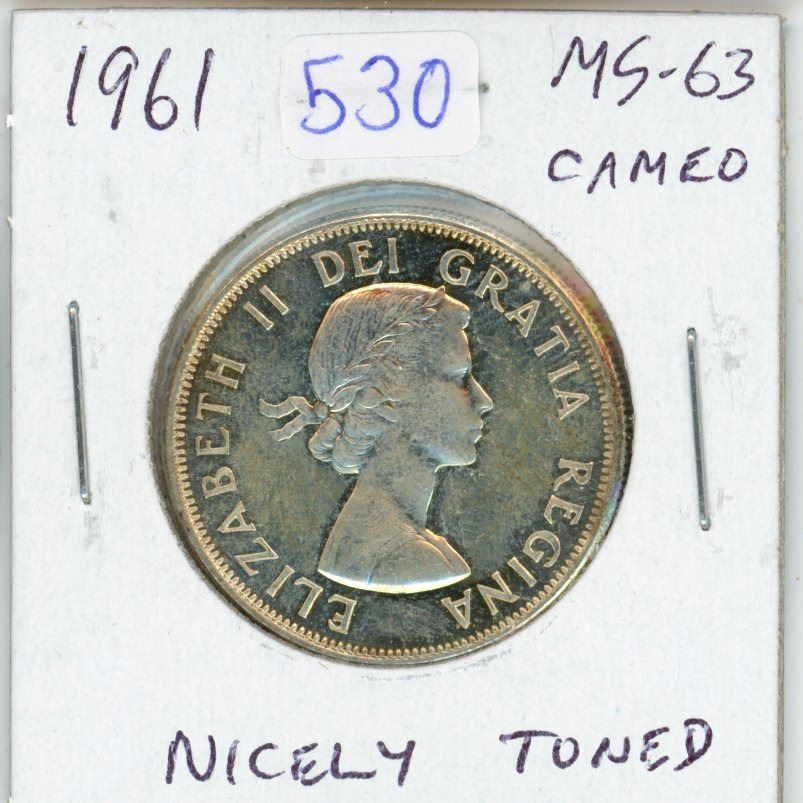 1961 530 MS-63
CAMEO
ELIZABETH II DEI GRATIA REGINA
NICELY TONED